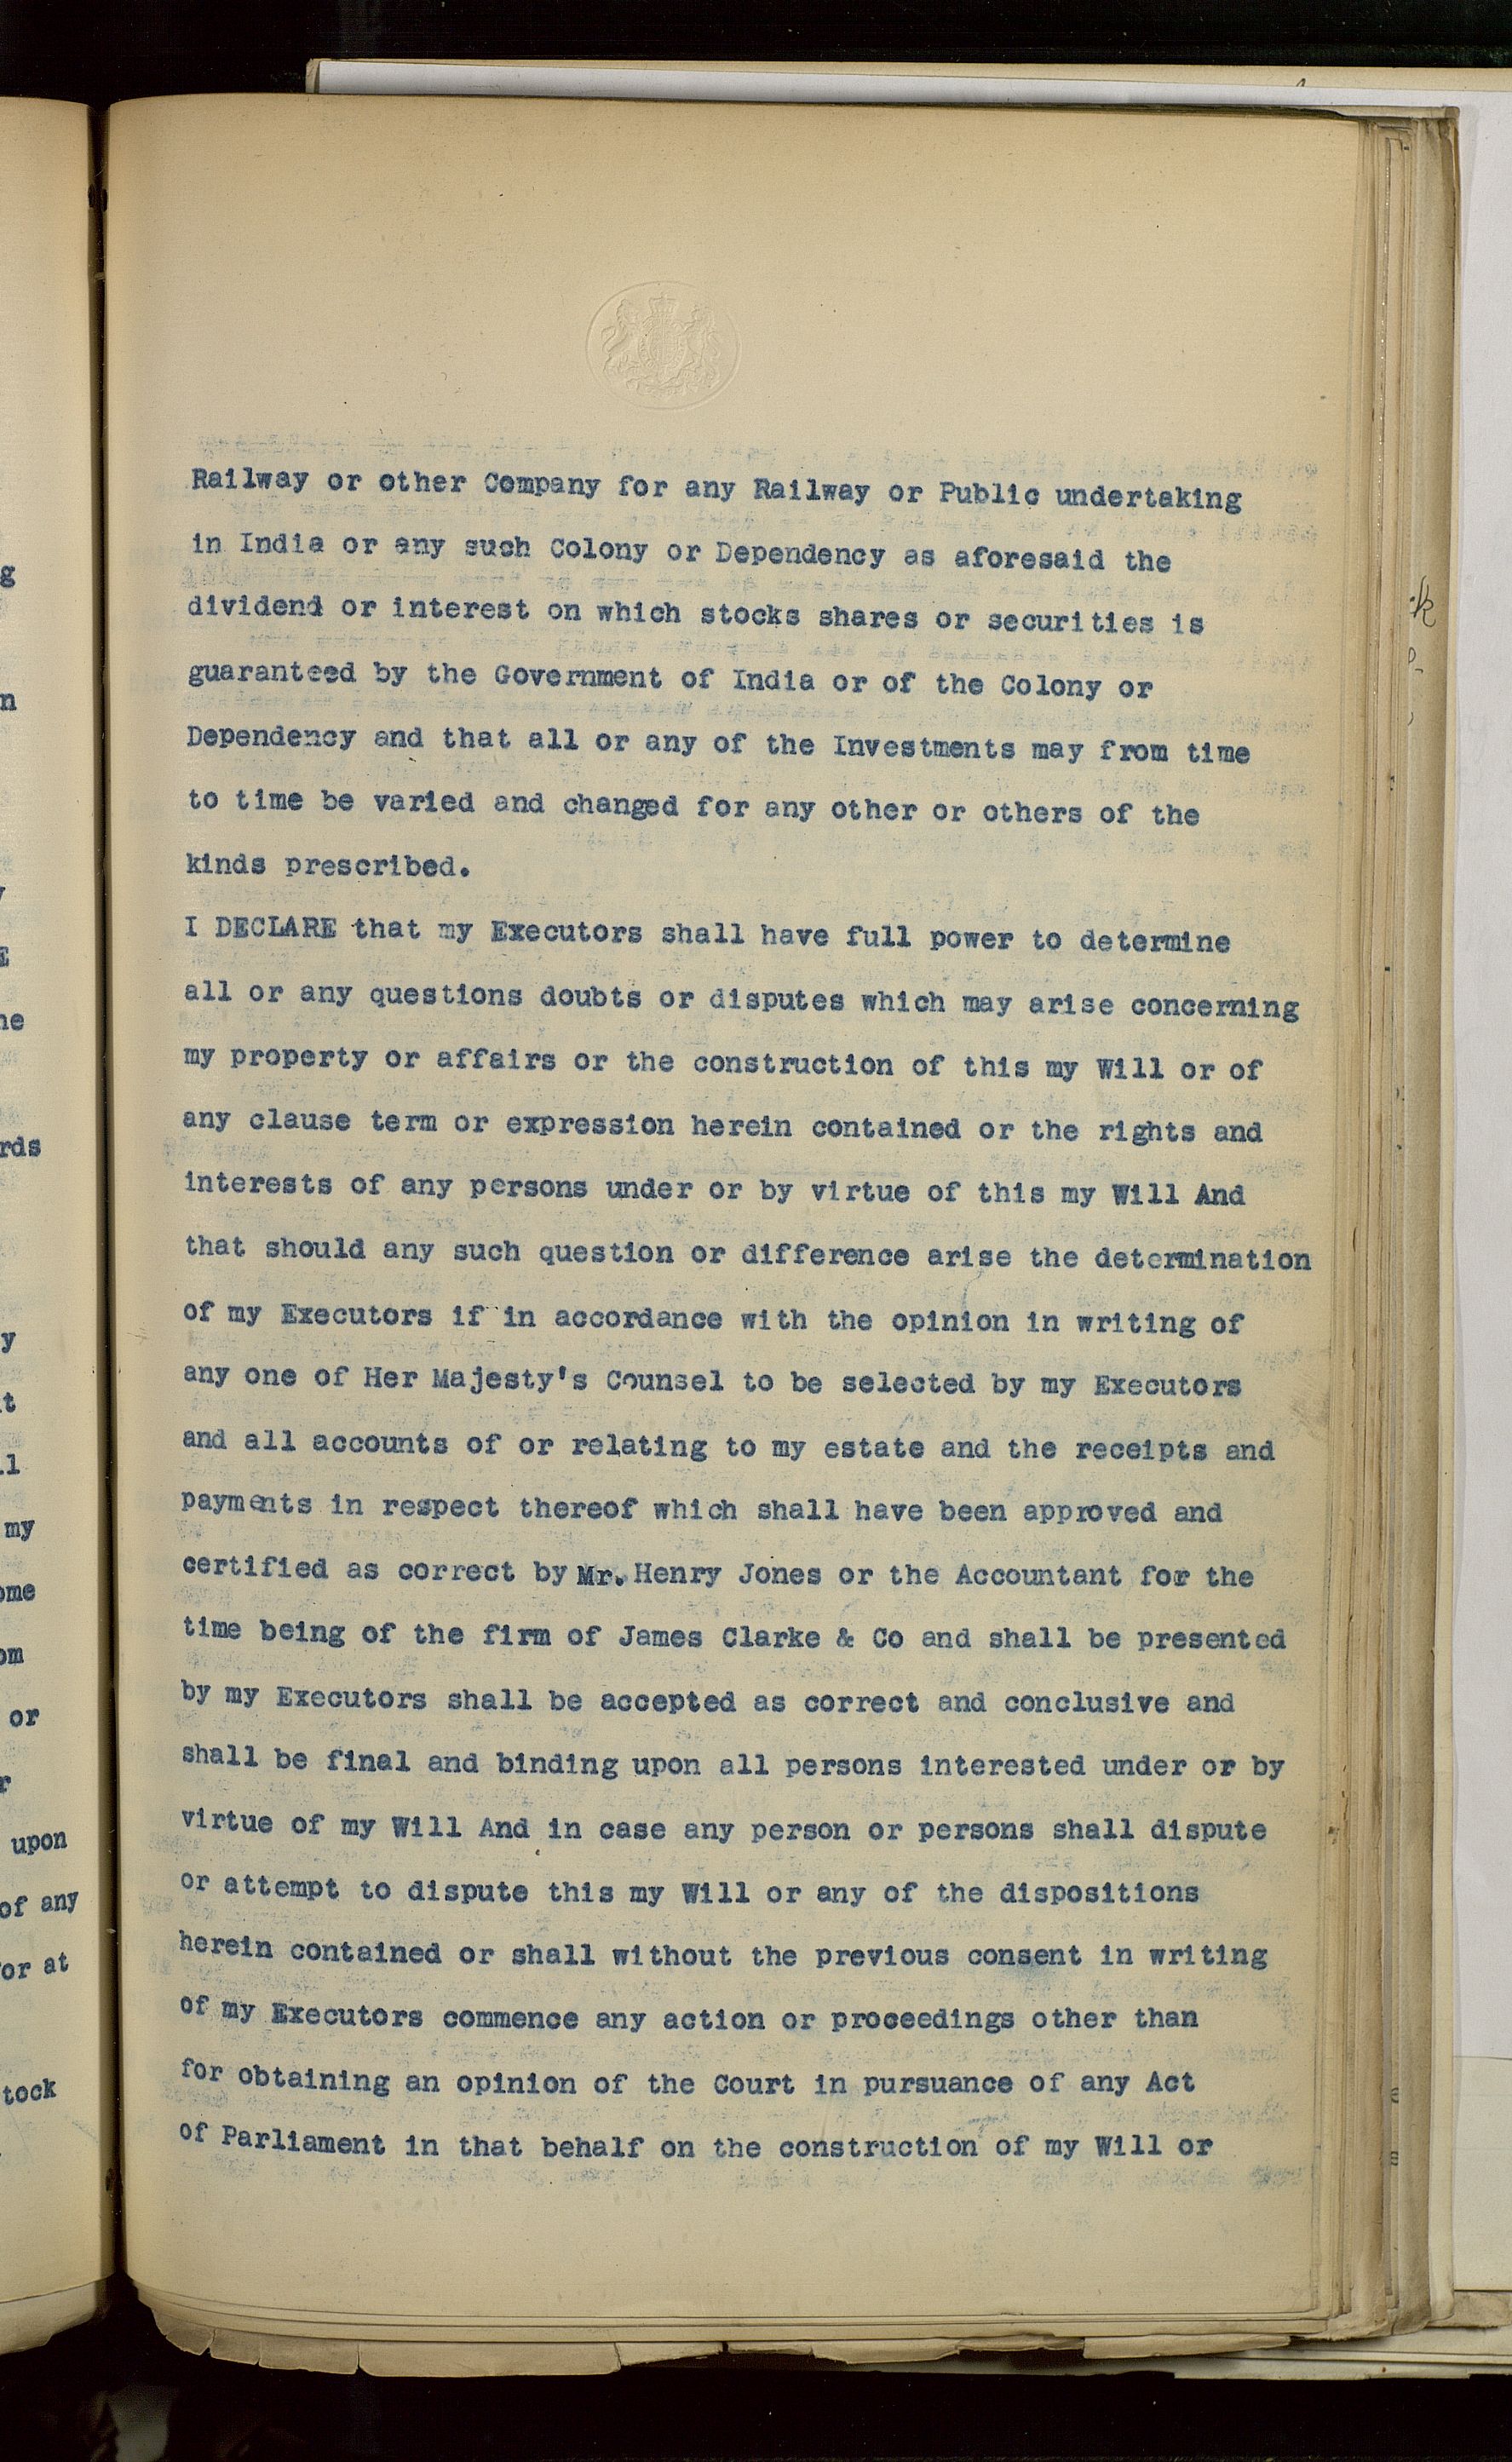 Railway or other Company for any Railway or Public undertaking
in India or any such Colony or Dependency as aforesaid the
dividend or interest on which stocks shares or securities is
guaranteed by the Government of India or of the Colony or
Dependency and that all or any of the Investments may from time
to time be varied and changed for any other or others of the
kinds prescribed.
I DECLARE that my Executors shall have full power to determine
all or any questions doubts or disputes which may arise concerning
my property or affairs or the construction of this my Will or of
any clause term or expression herein contained or the rights and
interests of any persons under or by virtue of this my Will And
that should any such question or difference arise the determination
of my Executors if in accordance with the opinion in writing of
any one of Her Majesty's Counsel to be selected by my Executors
and all accounts of or relating to my estate and the receipts and
payments in respect thereof which shall have been approved and
certified as correct by Mr. Henry Jones or the Accountant for the
time being of the firm of James Clarke & Co and shall be presented
by my Executors shall be accepted as correct and conclusive and
shall be final and binding upon all persons interested under or by
virtue of my Will And in case any person or persons shall dispute
or attempt to dispute this my Will or any of the dispositions
herein contained or shall without the previous consent in writing
of my Executors commence any action or proceedings other than
for obtaining an opinion of the Court in pursuance of any Act
of Parliament in that behalf on the construction of my Will or